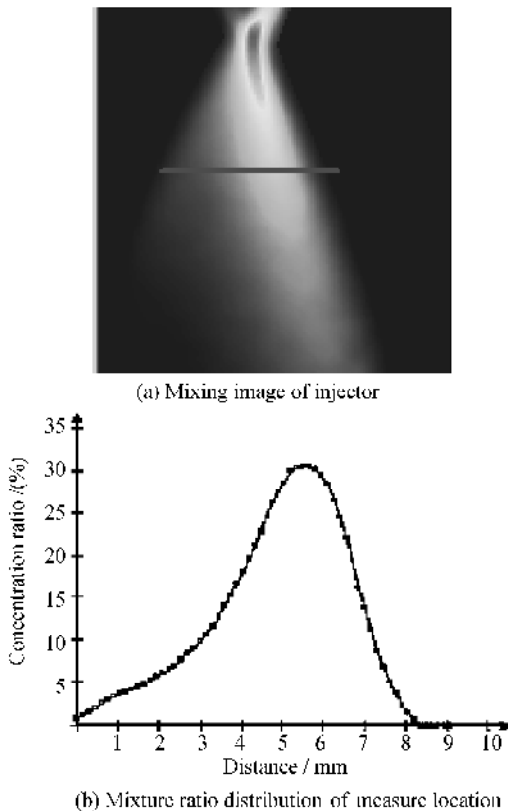 (a) Mixing image of injector
35
30
25
20
15
10
5
Concentration ratio /(%)
1 2 3 4 5 6 7 8 9 10
Distance / mm
(b) Mixture ratio distribution of measure location